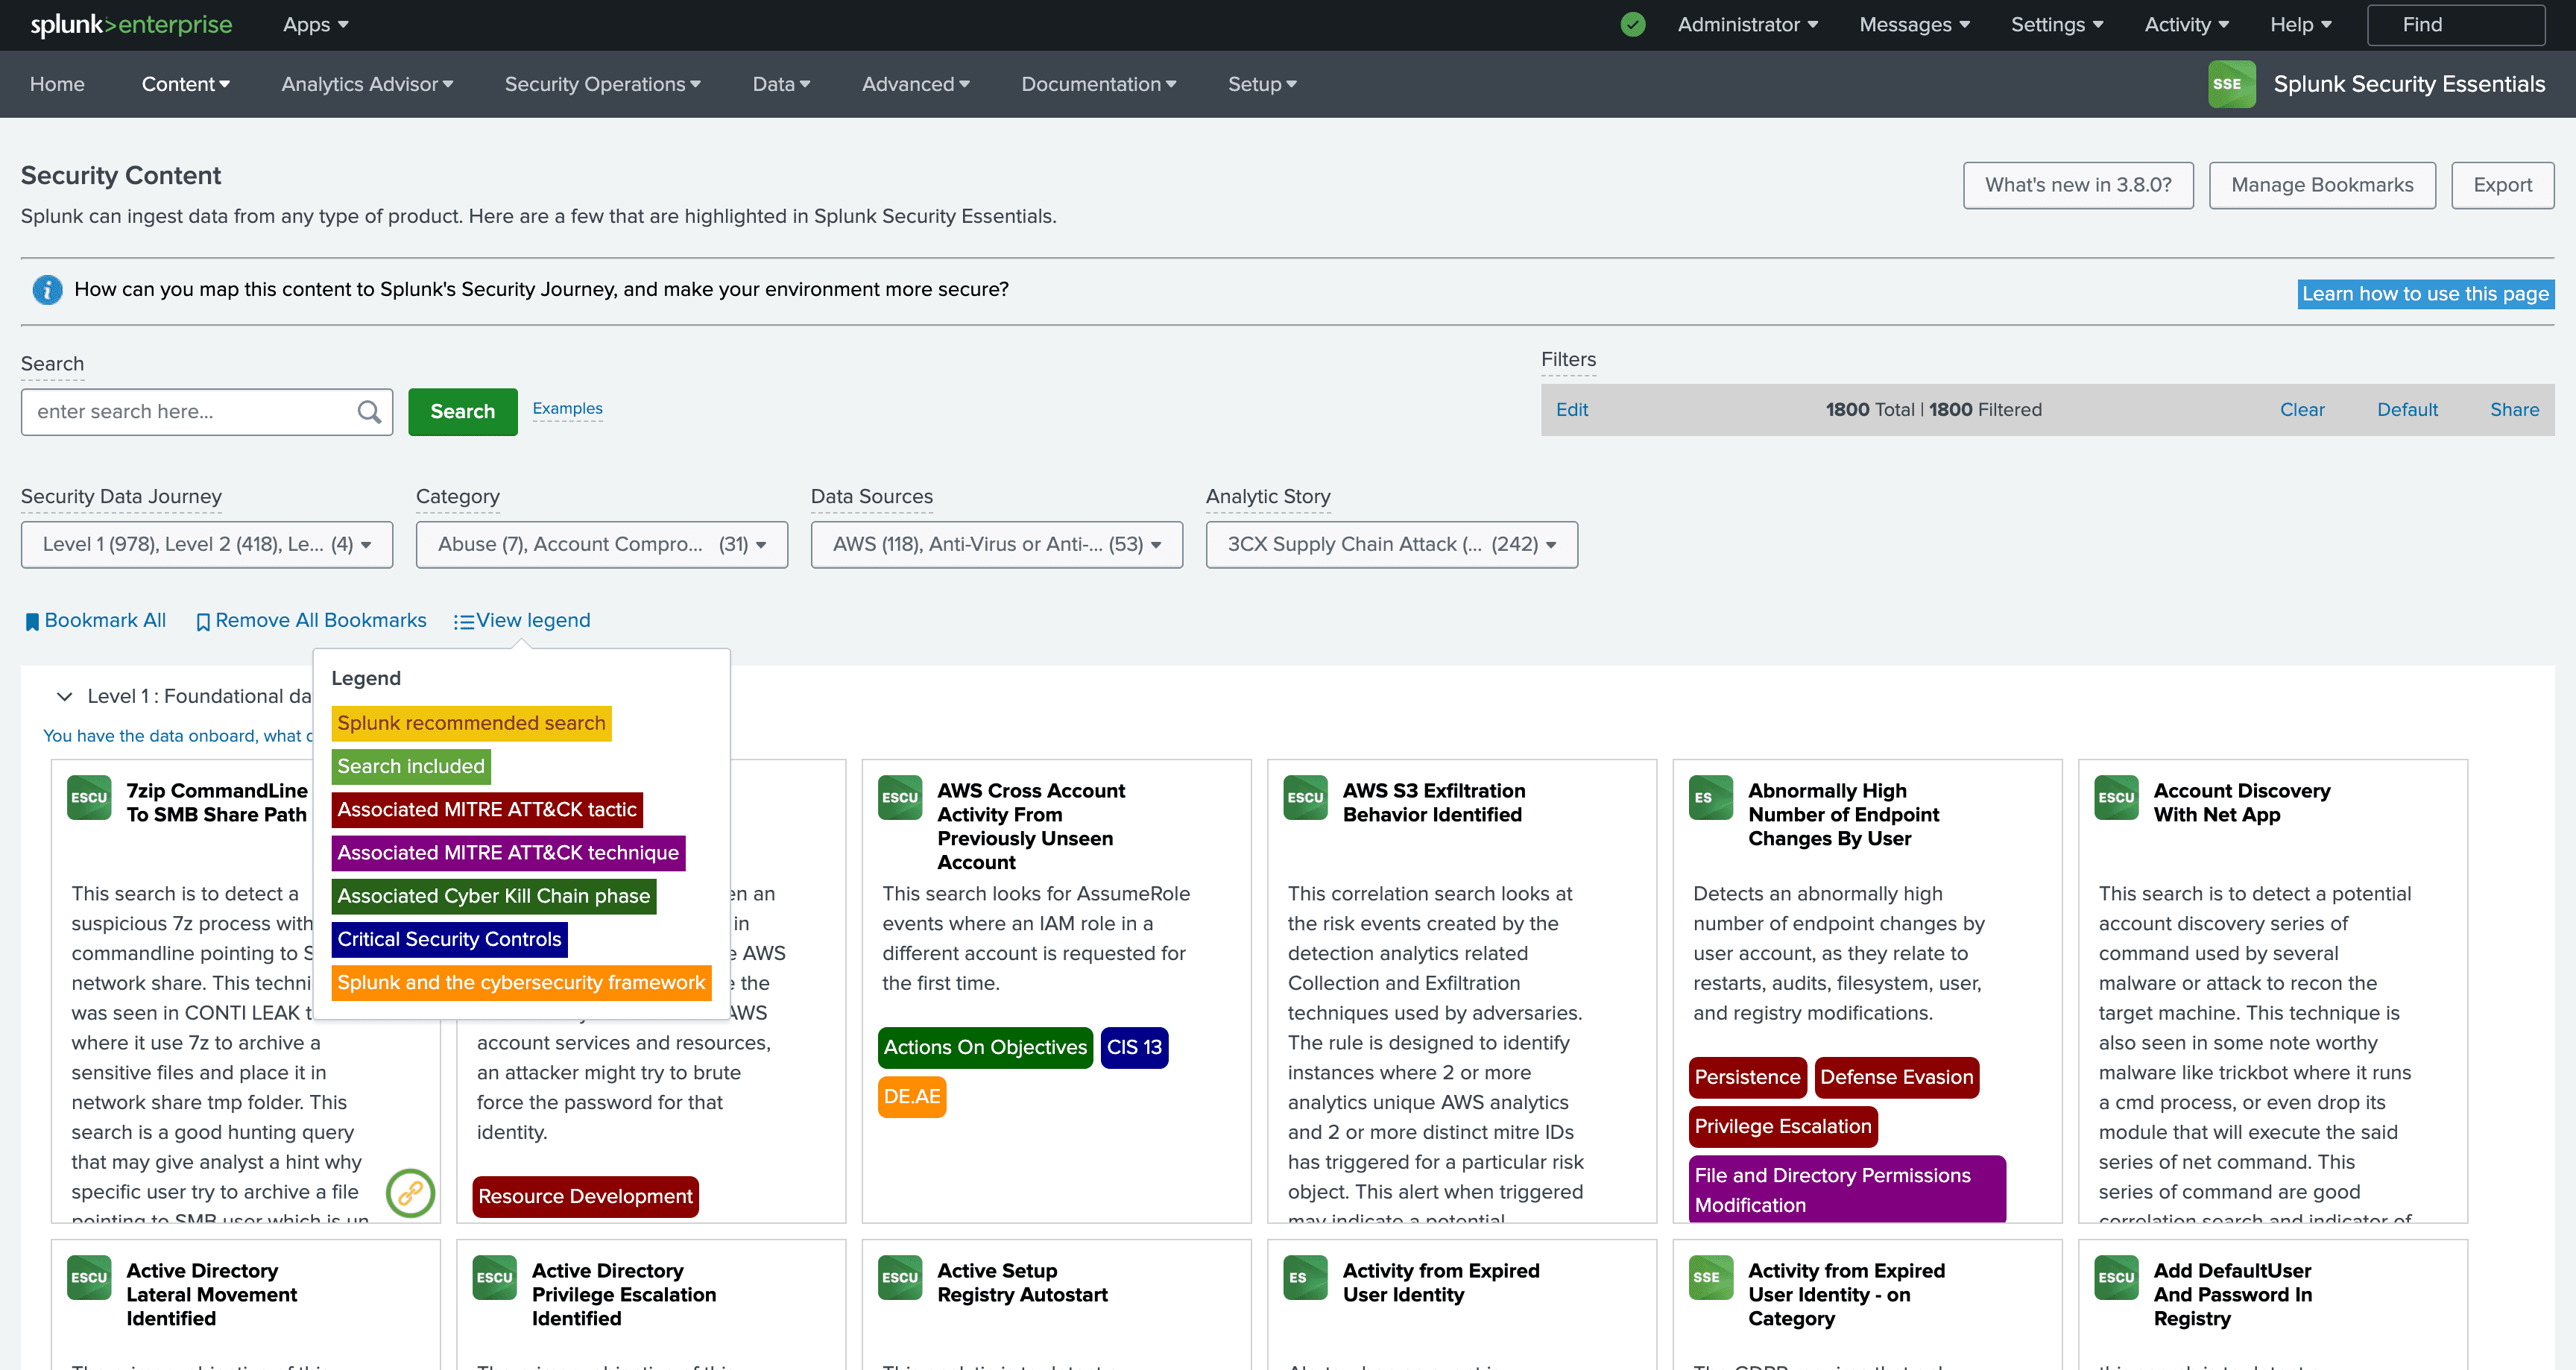 splunk>enterprise Apps Administrator Messages Settings Activity Help Find
Home Content Analytics Advisor Security Operations Data Advanced Documentation Setup SSE Splunk Security Essentials
Security Content
What's new in 3.8.0? Manage Bookmarks Export
Splunk can ingest data from any type of product. Here are a few that are highlighted in Splunk Security Essentials.
How can you map this content to Splunk's Security Journey, and make your environment more secure?
Learn how to use this page
Search
Filters
enter search here... Search Examples
Edit 1800 Total | 1800 Filtered Clear Default Share
Security Data Journey Category Data Sources Analytic Story
Level 1 (978), Level 2 (418), Le... (4) Abuse (7), Account Compro... (31) AWS (118), Anti-Virus or Anti-... (53) 3CX Supply Chain Attack (... (242)
Bookmark All Remove All Bookmarks View legend
Legend
Splunk recommended search
Search included
Associated MITRE ATT&CK tactic
Associated MITRE ATT&CK technique
Associated Cyber Kill Chain phase
Critical Security Controls
Splunk and the cybersecurity framework
Level 1 : Foundational da
You have the data onboard, what
ESCU
7zip CommandLine
To SMB Share Path
This search is to detect a
suspicious 7z process with
commandline pointing to S
network share. This techni
was seen in CONTI LEAK t
where it use 7z to archive a
sensitive files and place it in
network share tmp folder. This
search is a good hunting query
that may give analyst a hint why
specific user try to archive a file
pointing to SMB user which is un
en an
in
AWS
the
AWS
account services and resources,
an attacker might try to brute
force the password for that
identity.
Resource Development
ESCU
AWS Cross Account
Activity From
Previously Unseen
Account
This search looks for AssumeRole
events where an IAM role in a
different account is requested for
the first time.
Actions On Objectives CIS 13
DE.AE
ESCU
AWS S3 Exfiltration
Behavior Identified
This correlation search looks at
the risk events created by the
detection analytics related
Collection and Exfiltration
techniques used by adversaries.
The rule is designed to identify
instances where 2 or more
analytics unique AWS analytics
and 2 or more distinct mitre IDs
has triggered for a particular risk
object. This alert when triggered
may indicate a potential
ES
Abnormally High
Number of Endpoint
Changes By User
Detects an abnormally high
number of endpoint changes by
user account, as they relate to
restarts, audits, filesystem, user,
and registry modifications.
Persistence Defense Evasion
Privilege Escalation
File and Directory Permissions
Modification
ESCU
Account Discovery
With Net App
This search is to detect a potential
account discovery series of
command used by several
malware or attack to recon the
target machine. This technique is
also seen in some note worthy
malware like trickbot where it runs
a cmd process, or even drop its
module that will execute the said
series of net command. This
series of command are good
correlation search and indicator of
ESCU
Active Directory
Lateral Movement
Identified
ESCU
Active Directory
Privilege Escalation
Identified
ESCU
Active Setup
Registry Autostart
ES
Activity from Expired
User Identity
SSE
Activity from Expired
User Identity - on
Category
ESCU
Add DefaultUser
And Password In
Registry